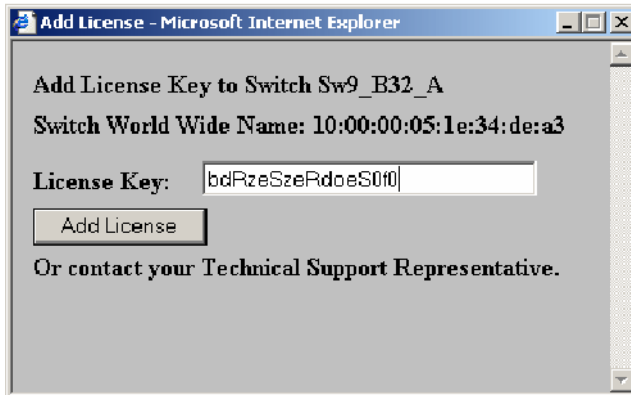 Add License - Microsoft Internet Explorer
Add License Key to Switch Sw9_B32_A
Switch World Wide Name: 10:00:00:05:1e:34:de:a3
License Key: bdRzeSzeRdoeS0f0
Add License
Or contact your Technical Support Representative.